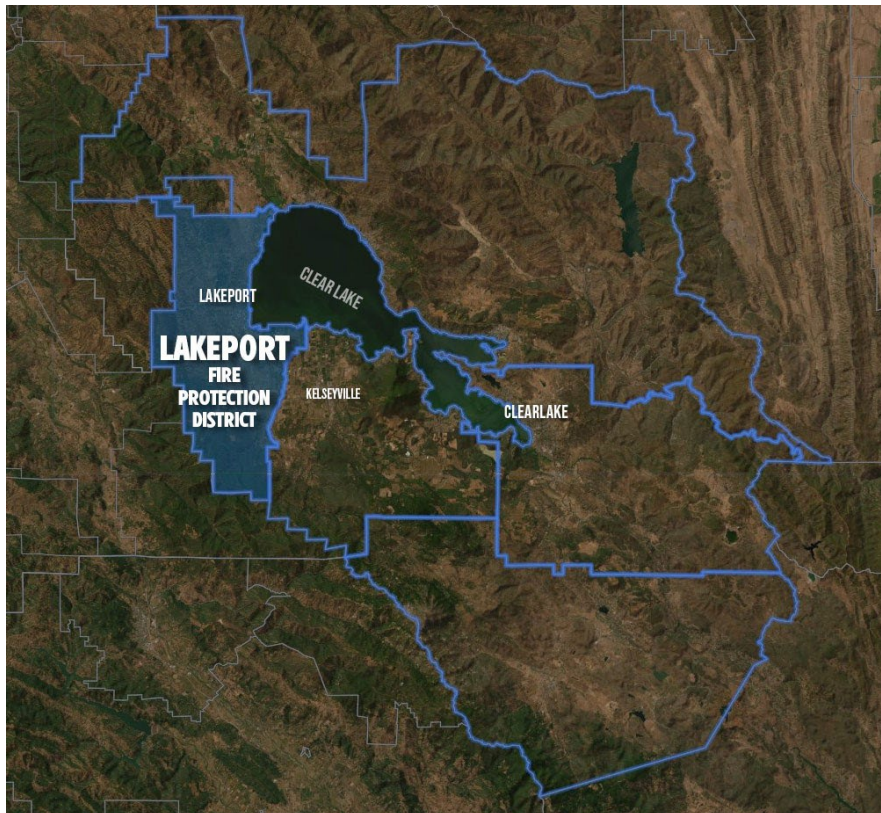 CLEAR LAKE
LAKEPORT
LAKEPORT
FIRE
PROTECTION
DISTRICT
KELSEYVILLE
CLEARLAKE